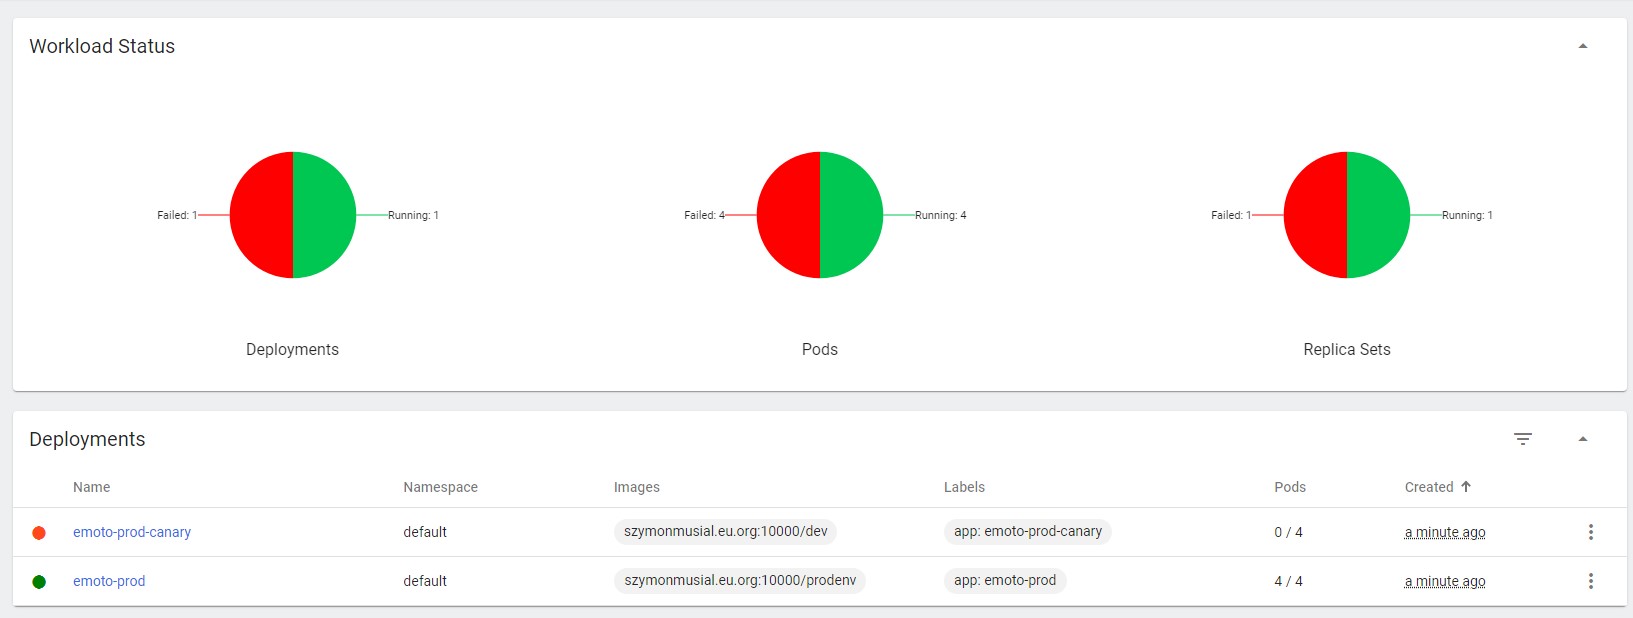 Workload Status
Failed: 1 Running: 1
Failed: 4 Running: 4
Failed: 1 Running: 1
Deployments Pods Replica Sets
Deployments
Name Namespace Images Labels Pods Created
emoto-prod-canary default szymonmusial.eu.org:10000/dev app: emoto-prod-canary 0 / 4 a minute ago
emoto-prod default szymonmusial.eu.org:10000/prodenv app: emoto-prod 4 / 4 a minute ago